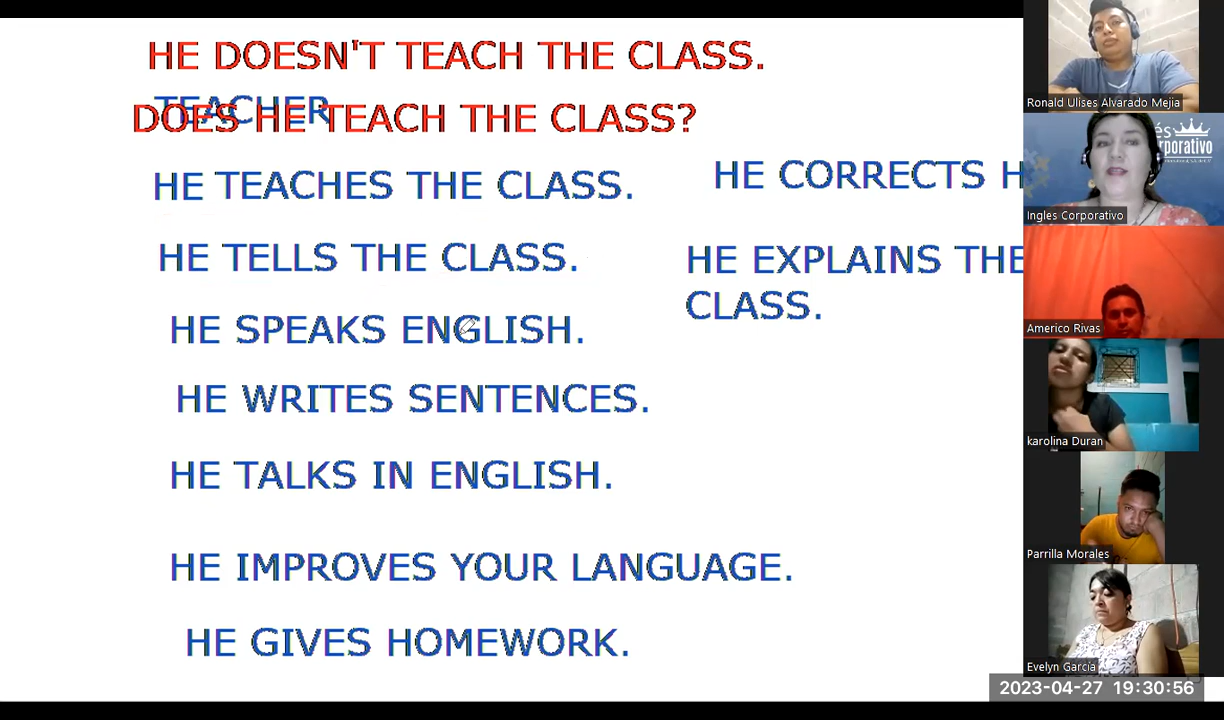 HE DOESN'T TEACH THE CLASS.
TEACHER
DOES HE TEACH THE CLASS?
HE TEACHES THE CLASS.
HE TELLS THE CLASS.
HE SPEAKS ENGLISH.
HE WRITES SENTENCES.
HE TALKS IN ENGLISH.
HE IMPROVES YOUR LANGUAGE.
HE GIVES HOMEWORK.
HE CORRECTS H
HE EXPLAINS THE
CLASS.
Ronald Ulises Alvarado Mejia
Ingles Corporativo
Americo Rivas
karolina Duran
Parrilla Morales
Evelyn Garcia
2023-04-27 19:30:56